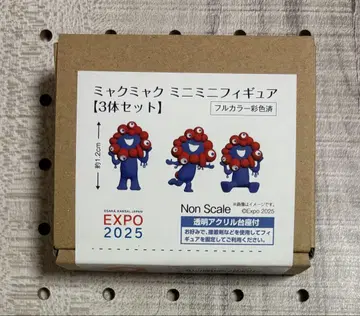 ミャクミャク ミニミニフィギュア
【3体セット】
フルカラー彩色済
約1.2cm
※画像はイメージです。
Non Scale
©Expo 2025
OSAKA, KANSAI, JAPAN
EXPO
2025
透明アクリル台座付
お好みで、接着剤などを使用してフィ
ギュアを固定してご利用ください。